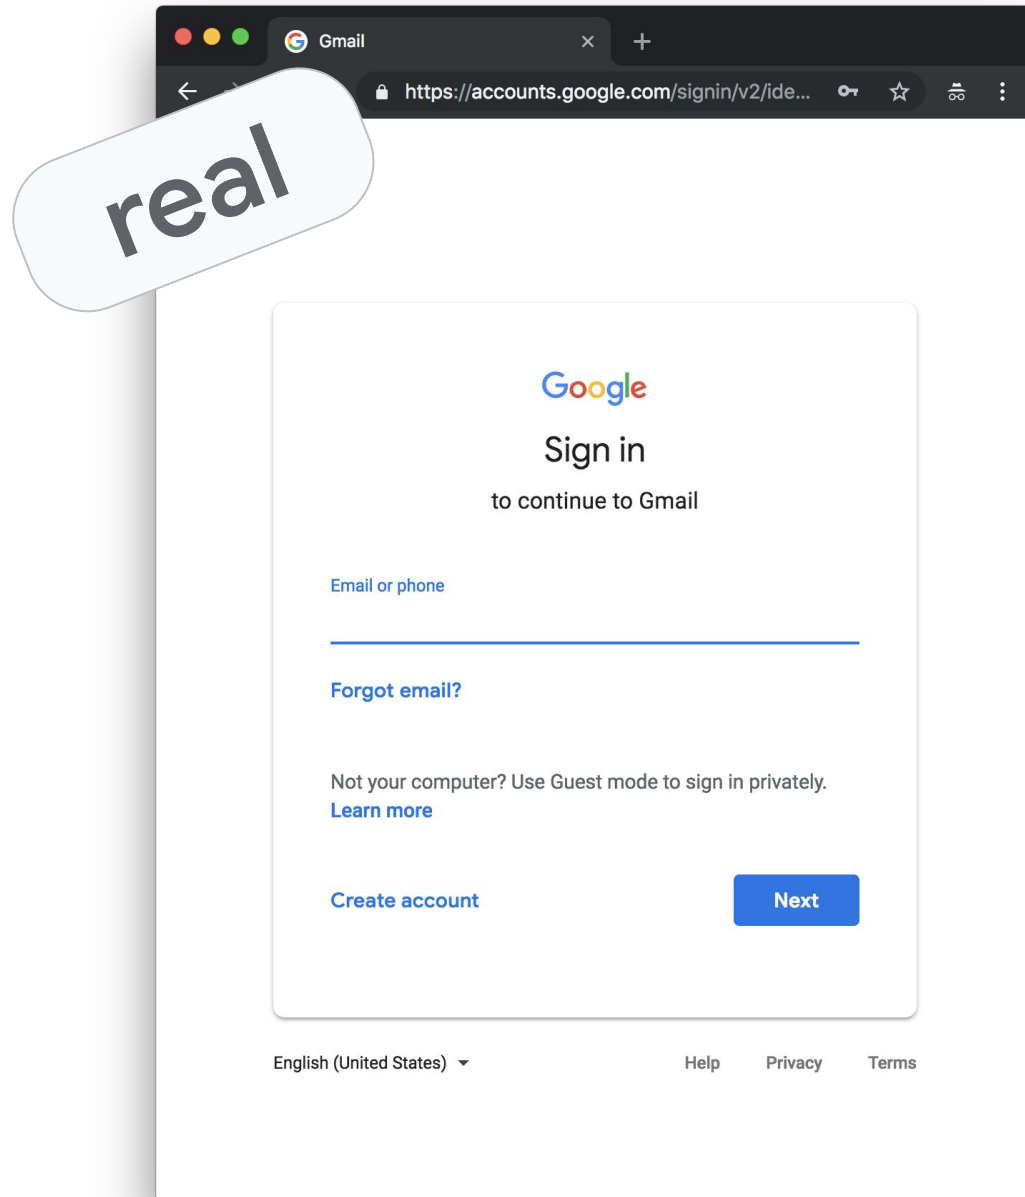 Gmail
https://accounts.google.com/signin/v2/ide...
real
Google
Sign in
to continue to Gmail
Email or phone
Forgot email?
Not your computer? Use Guest mode to sign in privately.
Learn more
Create account
Next
English (United States)
Help Privacy Terms